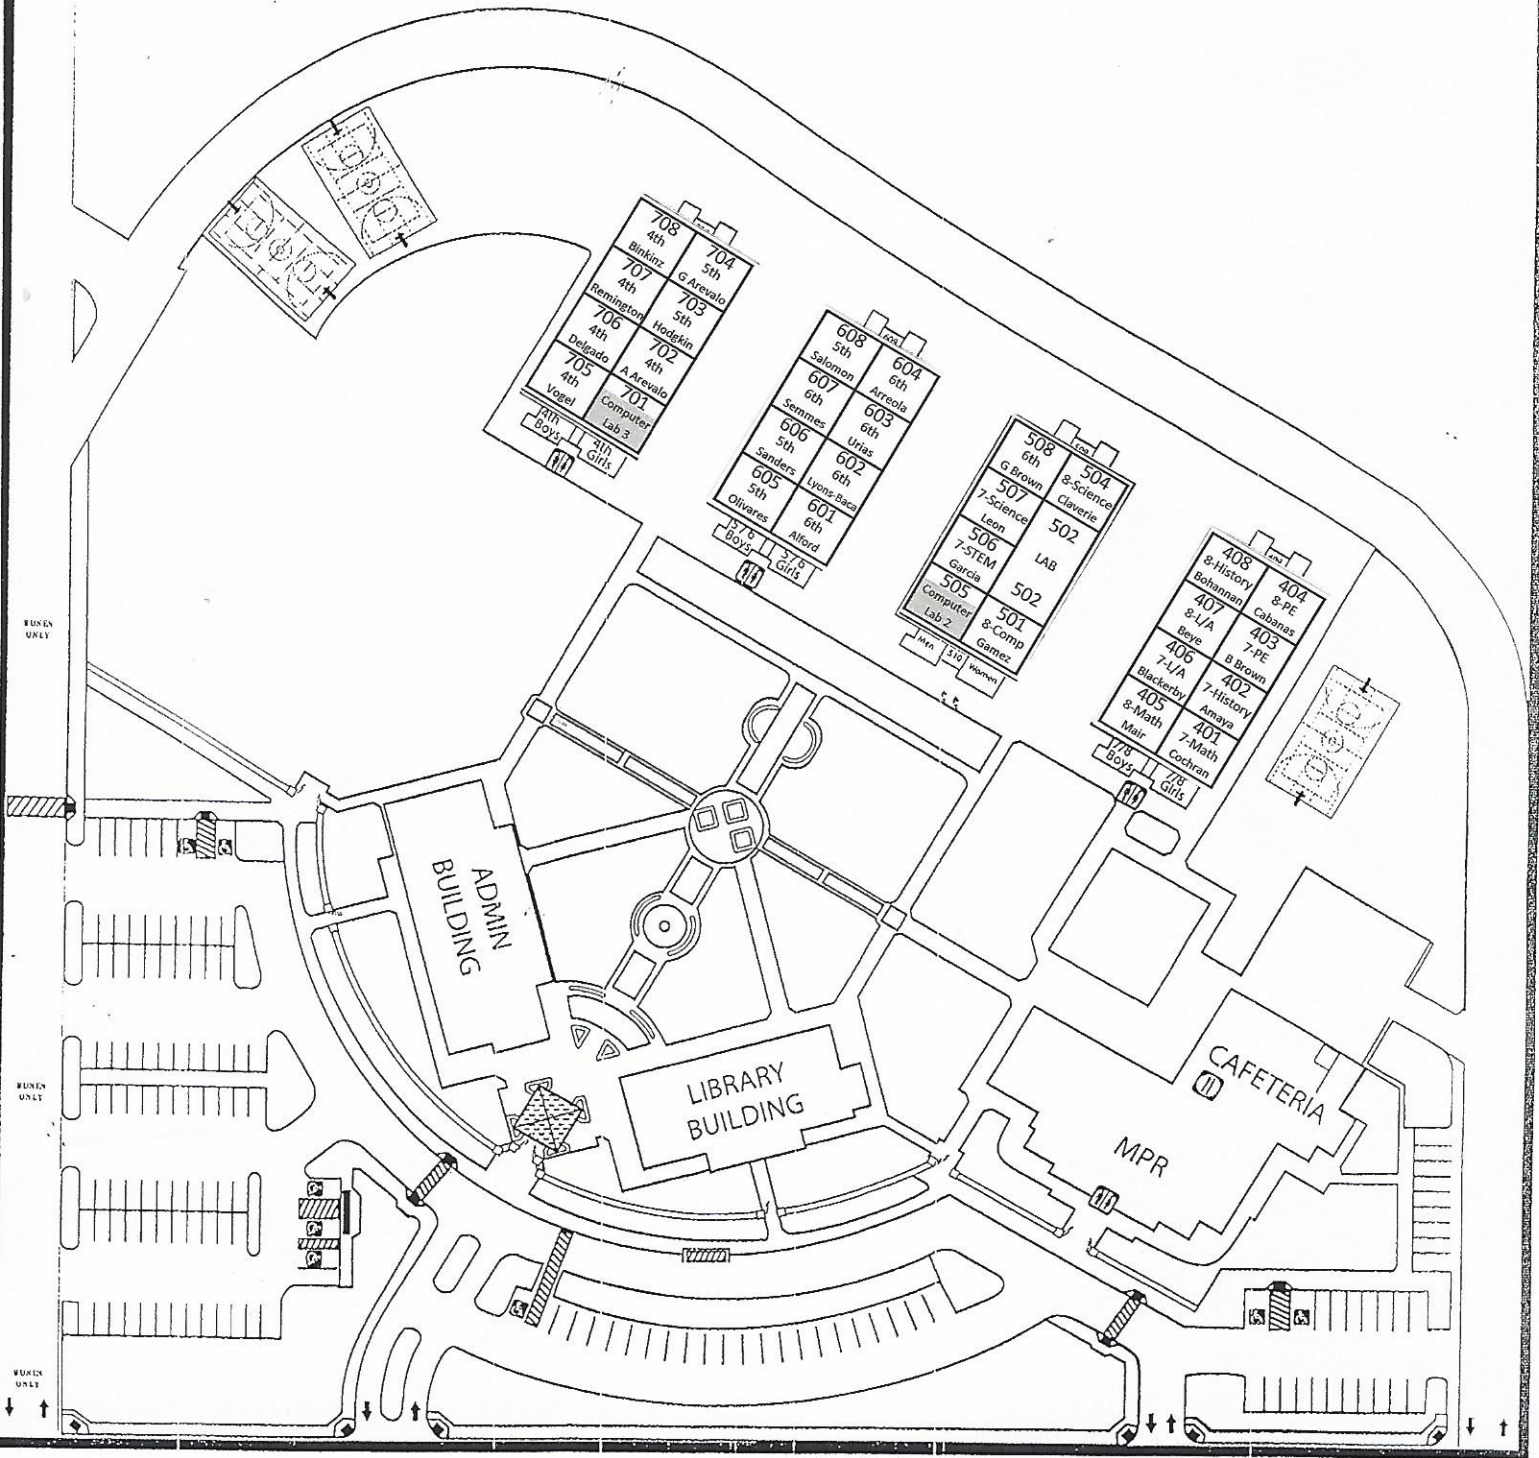 708
4th
Binkinz
704
5th
G Arevalo
707
4th
Remington
703
5th
Hodgkin
706
4th
Delgado
702
4th
A Arevalo
705
4th
Vogel
701
Computer
Lab 3
4th
Boys
4th
Girls
608
5th
Salomon
604
6th
Arreola
607
6th
Semmes
603
6th
Urias
606
5th
Sanders
602
6th
Lyons-Baca
605
5th
Olivares
601
6th
Alford
5?6
Boys
5?6
Girls
508
6th
G Brown
504
8-Science
Claverie
507
7-Science
Leon
502
LAB
502
506
7-STEM
Garcia
505
Computer
Lab 2
501
8-Comp
Gamez
Men
510
Women
408
8-History
Bohannan
404
8-PE
Cabanas
407
8-L/A
Beye
403
7-PE
B Brown
406
7-L/A
Blackerby
402
7-History
Amaya
405
8-Math
Mair
401
7-Math
Cochran
7/8
Boys
7/8
Girls
BUSES
ONLY
ADMIN
BUILDING
LIBRARY
BUILDING
CAFETERIA
MPR
BUSES
ONLY
BUSES
ONLY